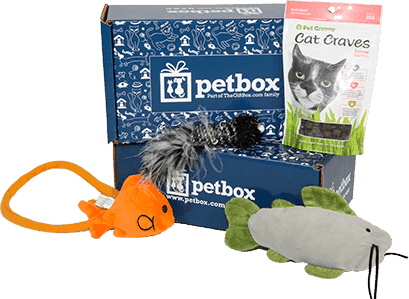 petbox
Part of TheGiftBox.com family
Pet Greens
Cat Craves
USA
petbox
www.petbox.com